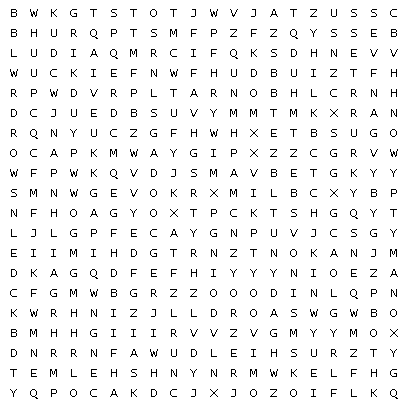 B W K G T S T O T J W V J A T Z U S S C
B H U R Q P T S M F P Z F Z Q Y S S E B
L U D I A Q M R C I F Q K S D H N E V V
W U C K I E F N W F H U D B U I Z T F H
R P W D V R P L T A R N O B H L C R N H
D C J U E D B S U V Y M M T M K X R A N
R Q N Y U C Z G F H W H X E T B S U G O
O C A P K M W A Y G I P X Z Z C G R V W
W F P W K Q V D J S M A V B E T G K Y Y
S M N W G E V O K R X M I L B C X Y B P
N F H O A G Y O X T P C K T S H G Q Y T
L J L G P F E C A Y G N P U V J C S G Y
E I I M I H D G T R N Z T N O K A N J M
D K A G Q D F E F H I Y Y Y N I O E Z A
C F G M W B G R Z Z O O O D I N L Q P N
K W R H N I Z J L L D R O A S W G W B O
B M H H G I I I R V V Z V G M Y Y M O X
D N R R N F A W U D L E I H S U R Z T Y
T E M L E H S H N Y N R M W K E L F H G
Y Q P O C A K D C J X J O Z O I F L K Q